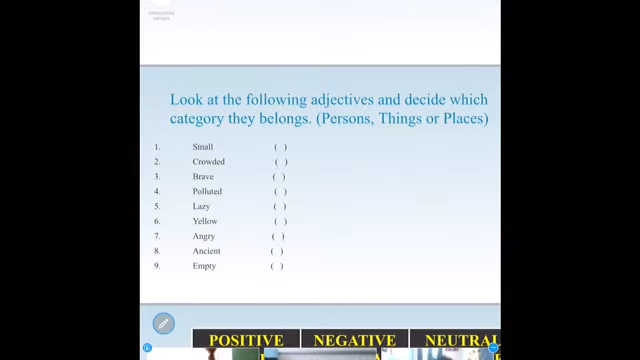 Look at the following adjectives and decide which
category they belongs. (Persons, Things or Places)
1. Small ( )
2. Crowded ( )
3. Brave ( )
4. Polluted ( )
5. Lazy ( )
6. Yellow ( )
7. Angry ( )
8. Ancient ( )
9. Empty ( )
POSITIVE NEGATIVE NEUTRAL